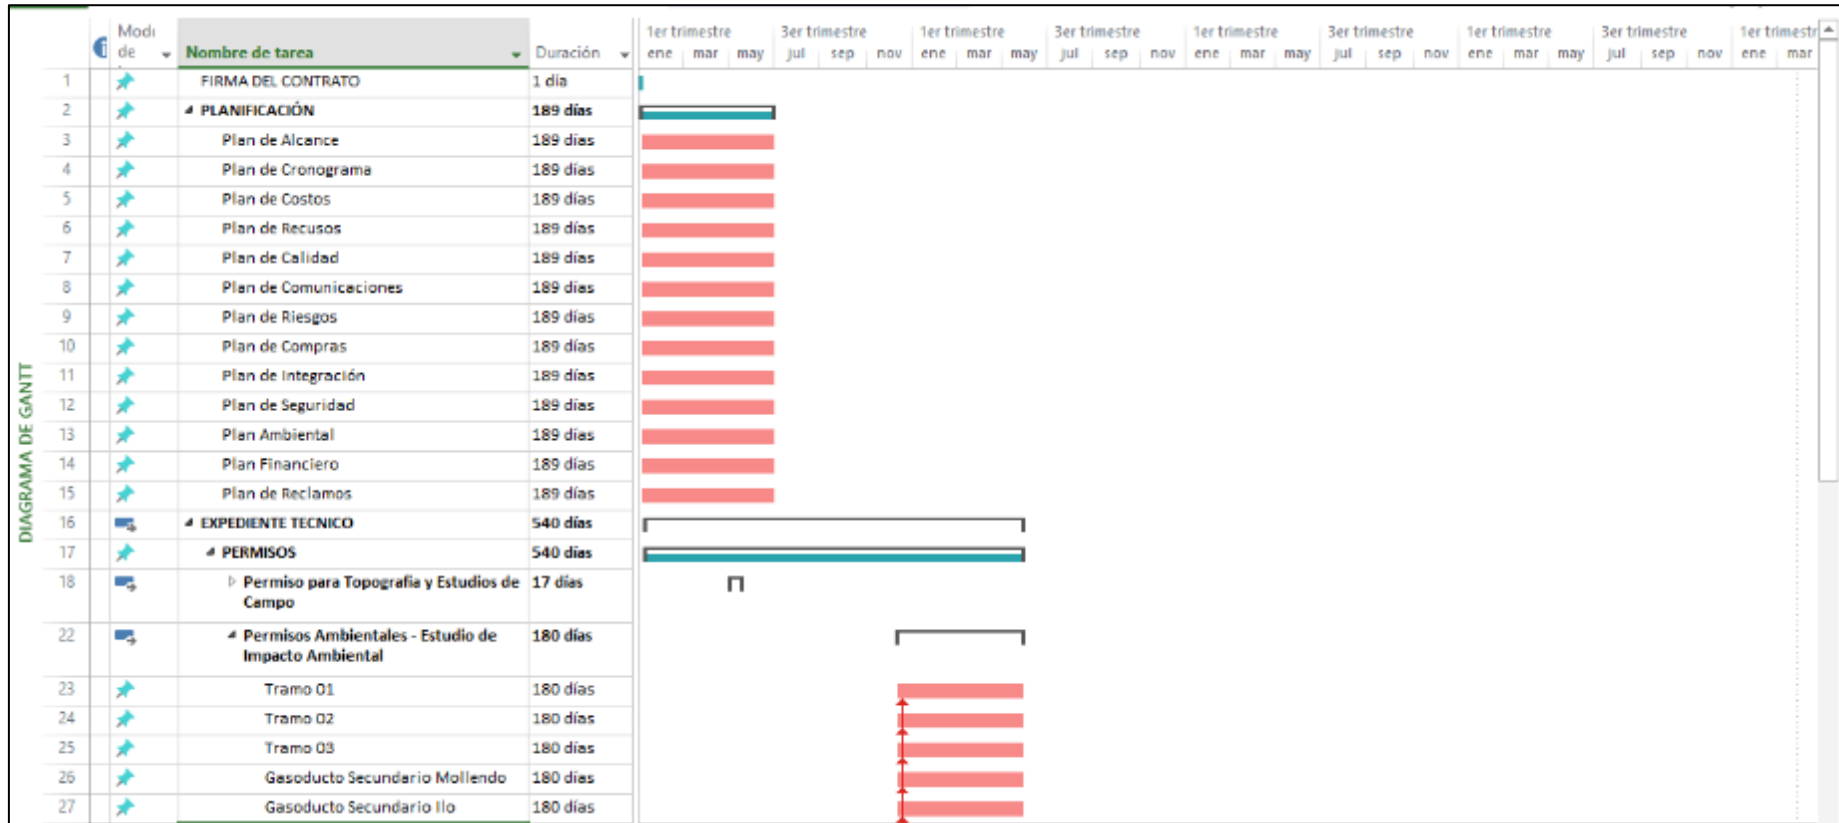 1er trimestre 3er trimestre 1er trimestre 3er trimestre 1er trimestre 3er trimestre 1er trimestre 3er trimestre 1er trimestr
Modo
de Nombre de tarea Duración ene mar may jul sep nov ene mar may jul sep nov ene mar may jul sep nov ene mar may jul sep nov ene mar
DIAGRAMA DE GANTT
1 FIRMA DEL CONTRATO 1 día
2 PLANIFICACIÓN 189 días
3 Plan de Alcance 189 días
4 Plan de Cronograma 189 días
5 Plan de Costos 189 días
6 Plan de Recusos 189 días
7 Plan de Calidad 189 días
8 Plan de Comunicaciones 189 días
9 Plan de Riesgos 189 días
10 Plan de Compras 189 días
11 Plan de Integración 189 días
12 Plan de Seguridad 189 días
13 Plan Ambiental 189 días
14 Plan Financiero 189 días
15 Plan de Reclamos 189 días
16 EXPEDIENTE TECNICO 540 días
17 PERMISOS 540 días
18 Permiso para Topografia y Estudios de 17 días
Campo
22 Permisos Ambientales - Estudio de 180 días
Impacto Ambiental
23 Tramo 01 180 días
24 Tramo 02 180 días
25 Tramo 03 180 días
26 Gasoducto Secundario Mollendo 180 días
27 Gasoducto Secundario Ilo 180 días